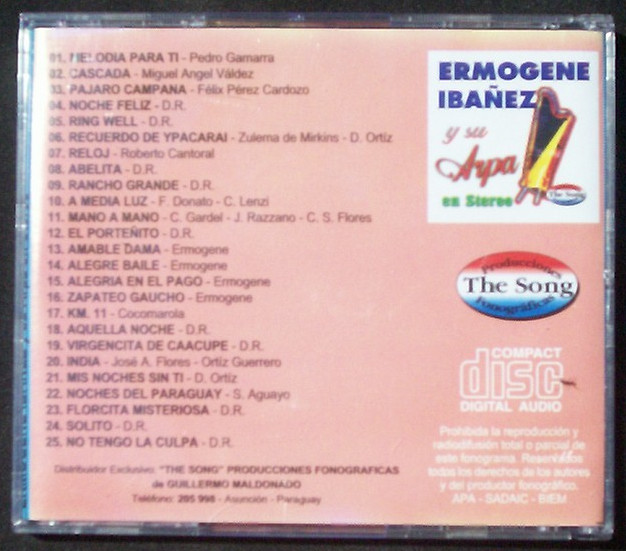 01. MELODIA PARA TI - Pedro Gamarra
02. CASCADA - Miguel Angel Váldez
03. PAJARO CAMPANA - Félix Pérez Cardozo
04. NOCHE FELIZ - D.R.
05. RING WELL - D.R.
06. RECUERDO DE YPACARAI - Zulema de Mirkins - D. Ortíz
07. RELOJ - Roberto Cantoral
08. ABELITA - D.R.
09. RANCHO GRANDE - D.R.
10. A MEDIA LUZ - F. Donato - C. Lenzi
11. MANO A MANO - C. Gardel - J. Razzano - C. S. Flores
12. EL PORTEÑITO - D.R.
13. AMABLE DAMA - Ermogene
14. ALEGRE BAILE - Ermogene
15. ALEGRIA EN EL PAGO - Ermogene
16. ZAPATEO GAUCHO - Ermogene
17. KM. 11 - Cocomarola
18. AQUELLA NOCHE - D.R.
19. VIRGENCITA DE CAACUPE - D.R.
20. INDIA - José A. Flores - Ortíz Guerrero
21. MIS NOCHES SIN TI - D. Ortíz
22. NOCHES DEL PARAGUAY - S. Aguayo
23. FLORCITA MISTERIOSA - D.R.
24. SOLITO - D.R.
25. NO TENGO LA CULPA - D.R.
Distribuidor Exclusivo: "THE SONG" PRODUCCIONES FONOGRAFICAS
de GUILLERMO MALDONADO
Teléfono: 205 998 - Asunción - Paraguay
ERMOGENE
IBAÑEZ
y su
Arpa
en Stereo
The Song
Producciones
The Song
Fonográficas
COMPACT
disc
DIGITAL AUDIO
Prohibida la reproducción y
radiodifusión total o parcial de
este fonograma. Reservados
todos los derechos de los autores
y del productor fonográfico.
APA - SADAIC - BIEM